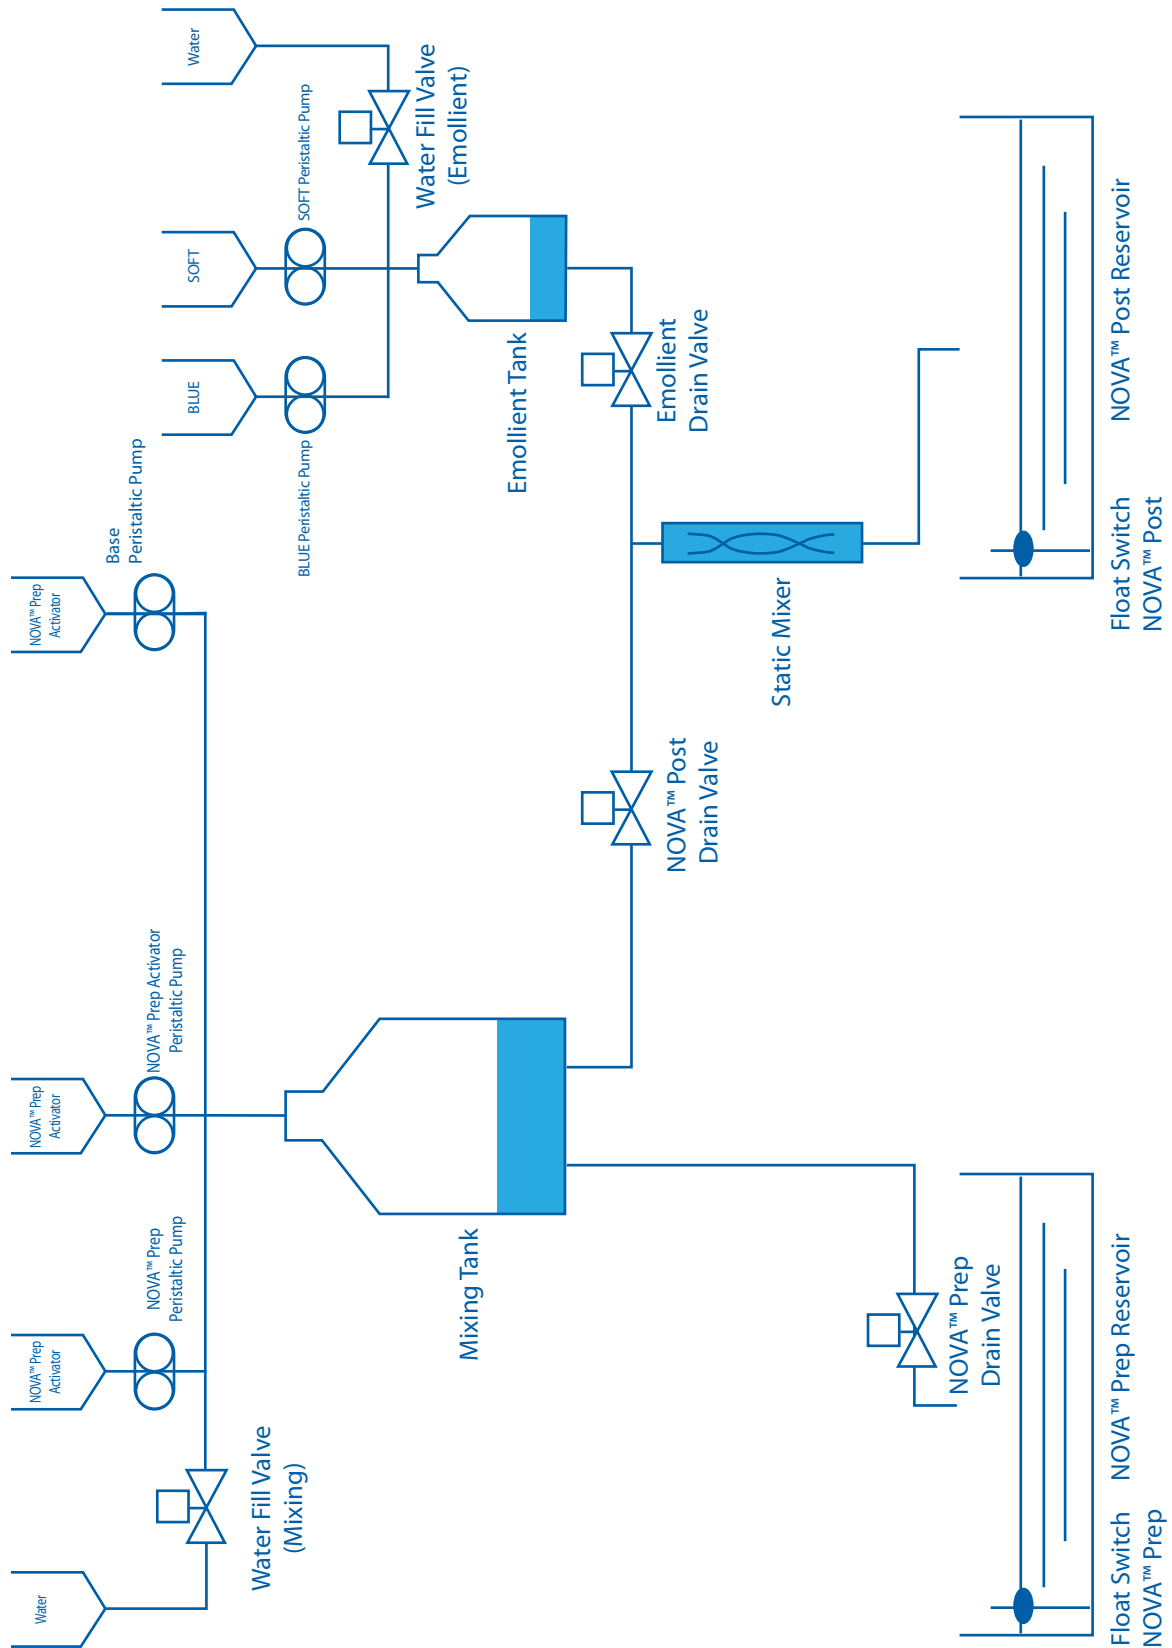 Water
NOVA™ Prep
Activator
NOVA™ Prep
Activator
NOVA™ Prep
Activator
Water Fill Valve
(Mixing)
NOVA™ Prep
Peristaltic Pump
NOVA™ Prep Activator
Peristaltic Pump
Base
Peristaltic Pump
BLUE
SOFT
Water
BLUE Peristaltic Pump
SOFT Peristaltic Pump
Water Fill Valve
(Emollient)
Mixing Tank
Emollient Tank
NOVA™ Post
Drain Valve
Emollient
Drain Valve
Static Mixer
NOVA™ Prep
Drain Valve
Float Switch
NOVA™ Prep
NOVA™ Prep Reservoir
Float Switch
NOVA™ Post
NOVA™ Post Reservoir